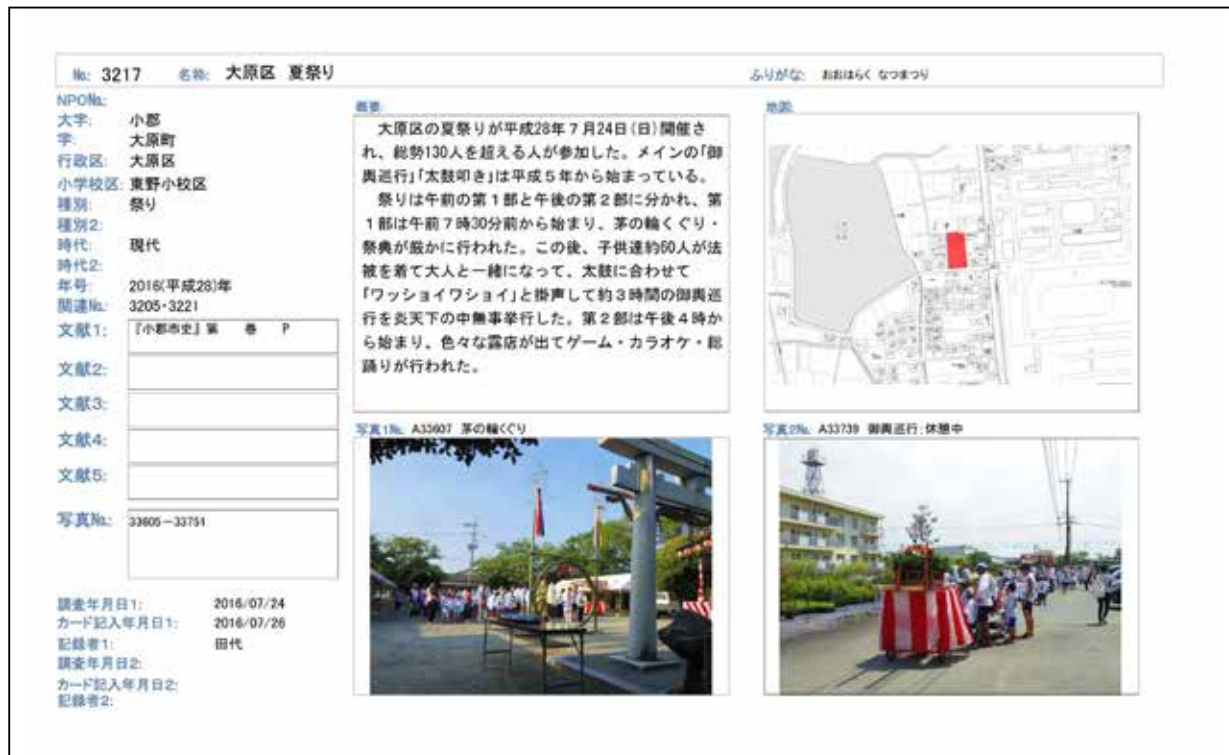 No: 3217 名称: 大原区 夏祭り ふりがな: おおはらく なつまつり
NPO№:
大字: 小郡
字: 大原町
行政区: 大原区
小学校区: 東野小校区
種別: 祭り
種別2:
時代: 現代
時代2:
年号: 2016(平成28)年
関連№: 3205・3221
文献1: 『小郡市史』第 巻 P
文献2:
文献3:
文献4:
文献5:
写真№: 33605-33751
調査年月日1: 2016/07/24
カード記入年月日1: 2016/07/26
記録者1: 田代
調査年月日2:
カード記入年月日2:
記録者2:
概要:
大原区の夏祭りが平成28年7月24日(日)開催さ
れ、総勢130人を超える人が参加した。メインの「御
輿巡行」「太鼓叩き」は平成5年から始まっている。
祭りは午前の第1部と午後の第2部に分かれ、第
1部は午前7時30分前から始まり、茅の輪くぐり・
祭典が厳かに行われた。この後、子供達約60人が法
被を着て大人と一緒になって、太鼓に合わせて
「ワッショイワショイ」と掛声して約3時間の御輿巡
行を炎天下の中無事挙行した。第2部は午後4時か
ら始まり、色々な露店が出てゲーム・カラオケ・総
踊りが行われた。
地図:
写真1№ A33607 茅の輪くぐり
写真2№ A33739 御輿巡行:休憩中